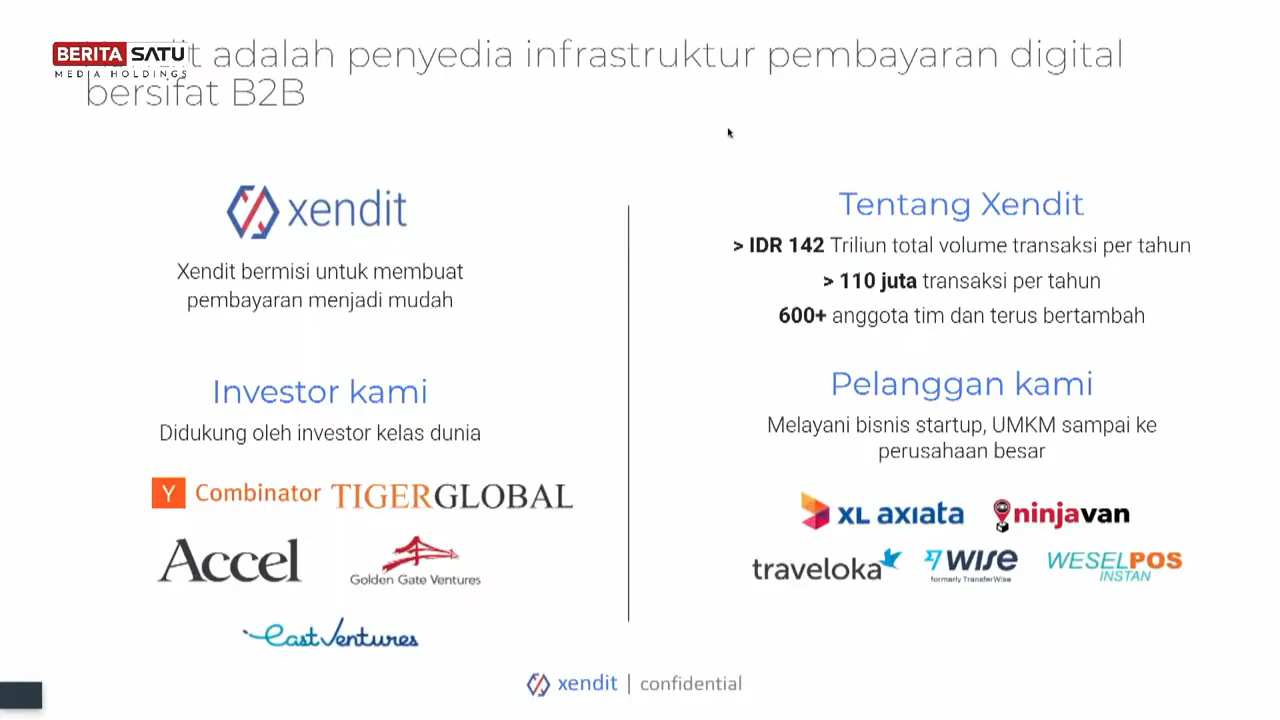 BERITA SATU
MEDIA HOLDINGS
adalah penyedia infrastruktur pembayaran digital
bersifat B2B
xendit
Xendit bermisi untuk membuat
pembayaran menjadi mudah
Investor kami
Didukung oleh investor kelas dunia
Y Combinator TIGERGLOBAL
Accel Golden Gate Ventures
East Ventures
Tentang Xendit
> IDR 142 Triliun total volume transaksi per tahun
> 110 juta transaksi per tahun
600+ anggota tim dan terus bertambah
Pelanggan kami
Melayani bisnis startup, UMKM sampai ke
perusahaan besar
XL axiata ninjavan
traveloka WISE WESELPOS
formerly TransferWise INSTAN
xendit | confidential